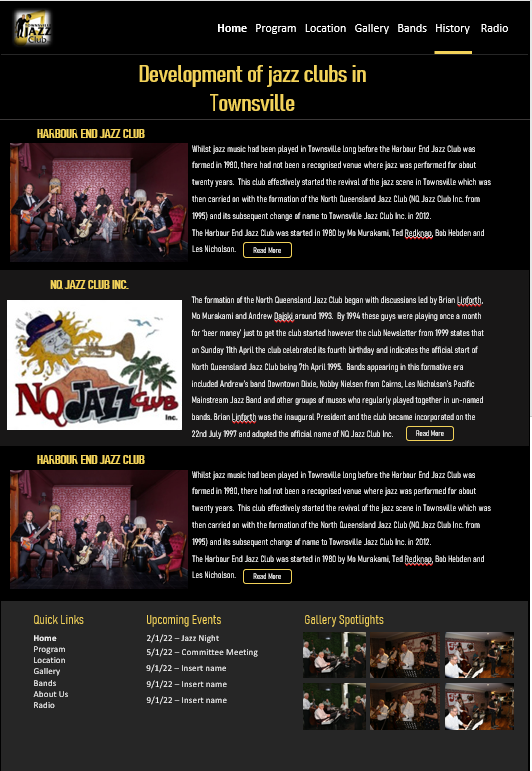 TOWNSVILLE
JAZZ
Club
Home Program Location Gallery Bands History Radio
Development of jazz clubs in
Townsville
HARBOUR END JAZZ CLUB
Whilst jazz music had been played in Townsville long before the Harbour End Jazz Club was
formed in 1980, there had not been a recognised venue where jazz was performed for about
twenty years. This club effectively started the revival of the jazz scene in Townsville which was
then carried on with the formation of the North Queensland Jazz Club (NQ Jazz Club Inc. from
1995) and its subsequent change of name to Townsville Jazz Club Inc. in 2012.
The Harbour End Jazz Club was started in 1980 by Mo Murakami, Ted Redknap, Bob Hebden and
Les Nicholson. Read More
NQ JAZZ CLUB INC.
NQ JAZZ CLUB
Inc.
The formation of the North Queensland Jazz Club began with discussions led by Brian Linforth,
Mo Murakami and Andrew Dajski around 1993. By 1994 these guys were playing once a month
for ‘beer money’ just to get the club started however the club Newsletter from 1999 states that
on Sunday 11th April the club celebrated its fourth birthday and indicates the official start of
North Queensland Jazz Club being 7th April 1995. Bands appearing in this formative era
included Andrew's band Downtown Dixie, Nobby Nielsen from Cairns, Les Nicholson's Pacific
Mainstream Jazz Band and other groups of musos who regularly played together in un-named
bands. Brian Linforth was the inaugural President and the club became incorporated on the
22nd July 1997 and adopted the official name of NQ Jazz Club Inc. Read More
HARBOUR END JAZZ CLUB
Whilst jazz music had been played in Townsville long before the Harbour End Jazz Club was
formed in 1980, there had not been a recognised venue where jazz was performed for about
twenty years. This club effectively started the revival of the jazz scene in Townsville which was
then carried on with the formation of the North Queensland Jazz Club (NQ Jazz Club Inc. from
1995) and its subsequent change of name to Townsville Jazz Club Inc. in 2012.
The Harbour End Jazz Club was started in 1980 by Mo Murakami, Ted Redknap, Bob Hebden and
Les Nicholson. Read More
Quick Links
Home
Program
Location
Gallery
Bands
About Us
Radio
Upcoming Events
2/1/22 – Jazz Night
5/1/22 – Committee Meeting
9/1/22 – Insert name
9/1/22 – Insert name
9/1/22 – Insert name
Gallery Spotlights